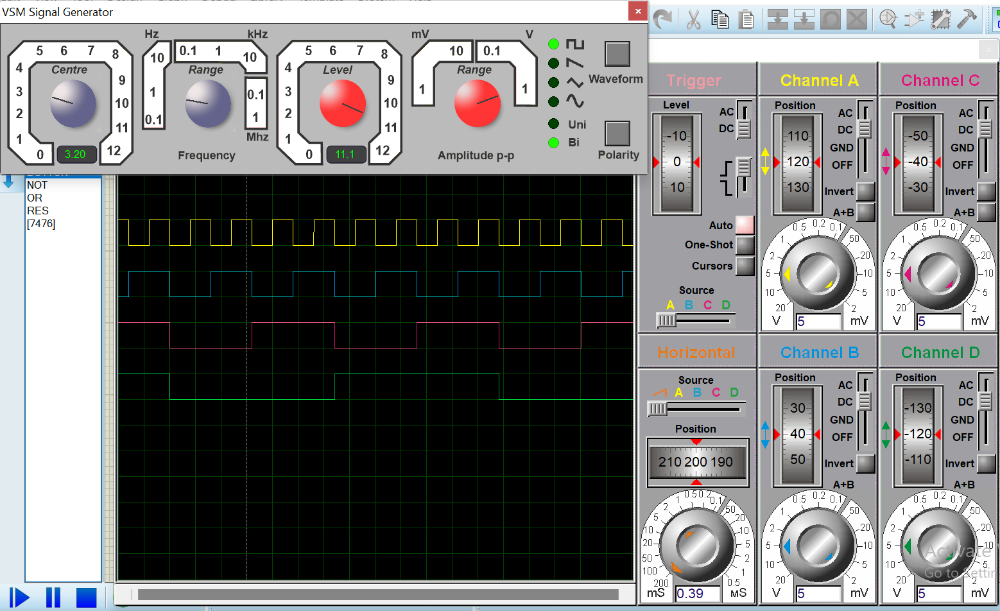 VSM Signal Generator
Hz
kHz
mV
V
5 6 7 8
4
3
2
1
0
9
10
11
12
Centre
3.20
10
1
0.1
0.1 1 10
Range
0.1
1
Mhz
Frequency
5 6 7 8
4
3
2
1
0
9
10
11
12
Level
11.1
10 0.1
1
1
Range
Amplitude p-p
Uni
Bi
Waveform
Polarity
BUTTON
NOT
OR
RES
[7476]
Trigger
Level
-10
0
10
AC
DC
Auto
One-Shot
Cursors
Source
A B C D
Channel A
Position
110
120
130
AC
DC
GND
OFF
Invert
A+B
0.5 0.2 0.1
1
2
5
10
20
50
20
10
5
2
V
5
mV
Channel C
Position
-50
-40
-30
AC
DC
GND
OFF
Invert
A+B
0.5 0.2 0.1
1
2
5
10
20
50
20
10
5
2
V
5
mV
Horizontal
Source
A B C D
Position
210 200 190
0.5 0.2 0.1
1
2
5
10
20
50
100
200
50
20
10
5
2
1
0.5
mS
0.39
мS
Channel B
Position
30
40
50
AC
DC
GND
OFF
Invert
A+B
0.5 0.2 0.1
1
2
5
10
20
50
20
10
5
2
V
5
mV
Channel D
Position
-130
-120
-110
AC
DC
GND
OFF
Invert
A+B
0.5 0.2 0.1
1
2
5
10
20
50
20
10
5
2
V
5
mV
Activate
Go to Settin